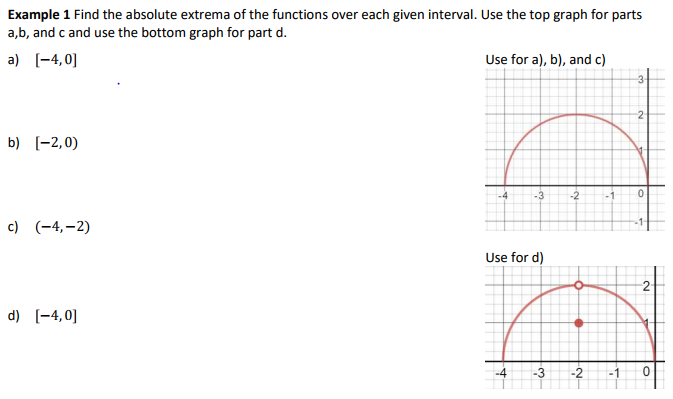 Example 1 Find the absolute extrema of the functions over each given interval. Use the top graph for parts
a,b, and c and use the bottom graph for part d.
a) [−4,0]
Use for a), b), and c)
3
2
1
-4 -3 -2 -1 0
-1
b) [−2,0)
c) (−4,−2)
Use for d)
2
1
-4 -3 -2 -1 0
d) [−4,0]